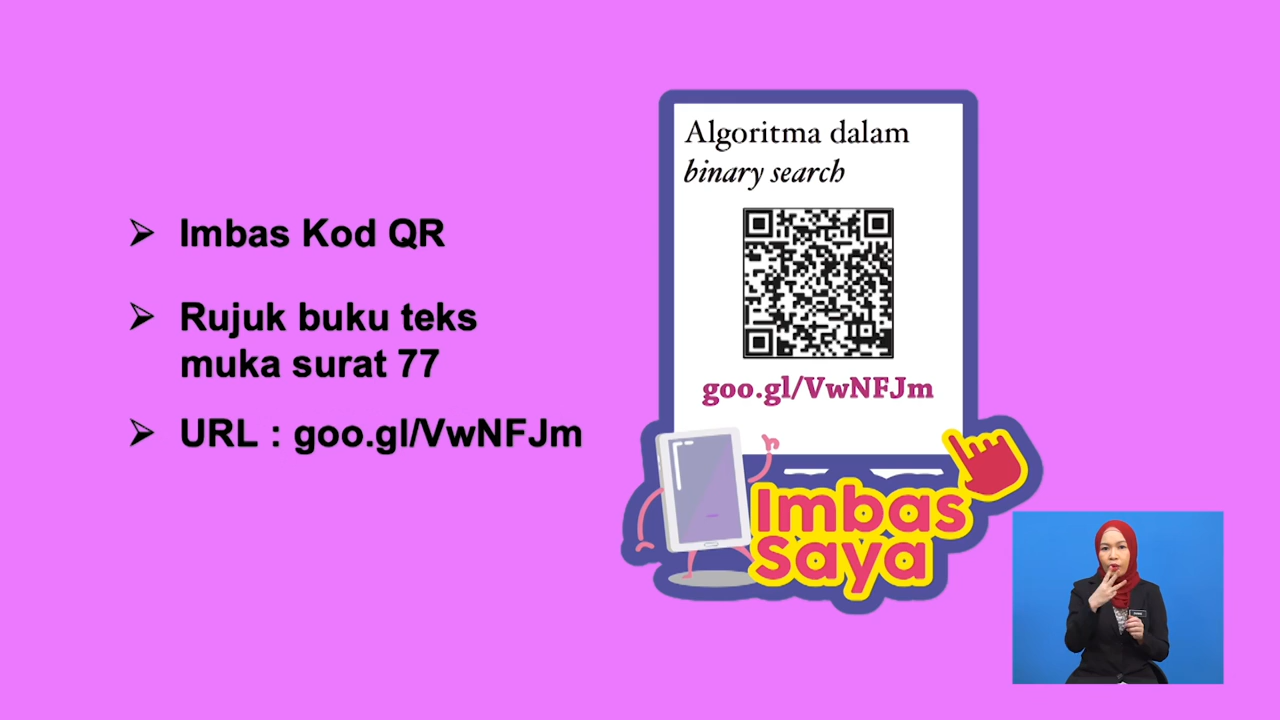 Imbas Kod QR
Rujuk buku teks
muka surat 77
URL : goo.gl/VwNFJm
Algoritma dalam
binary search
goo.gl/VwNFJm
Imbas
Saya